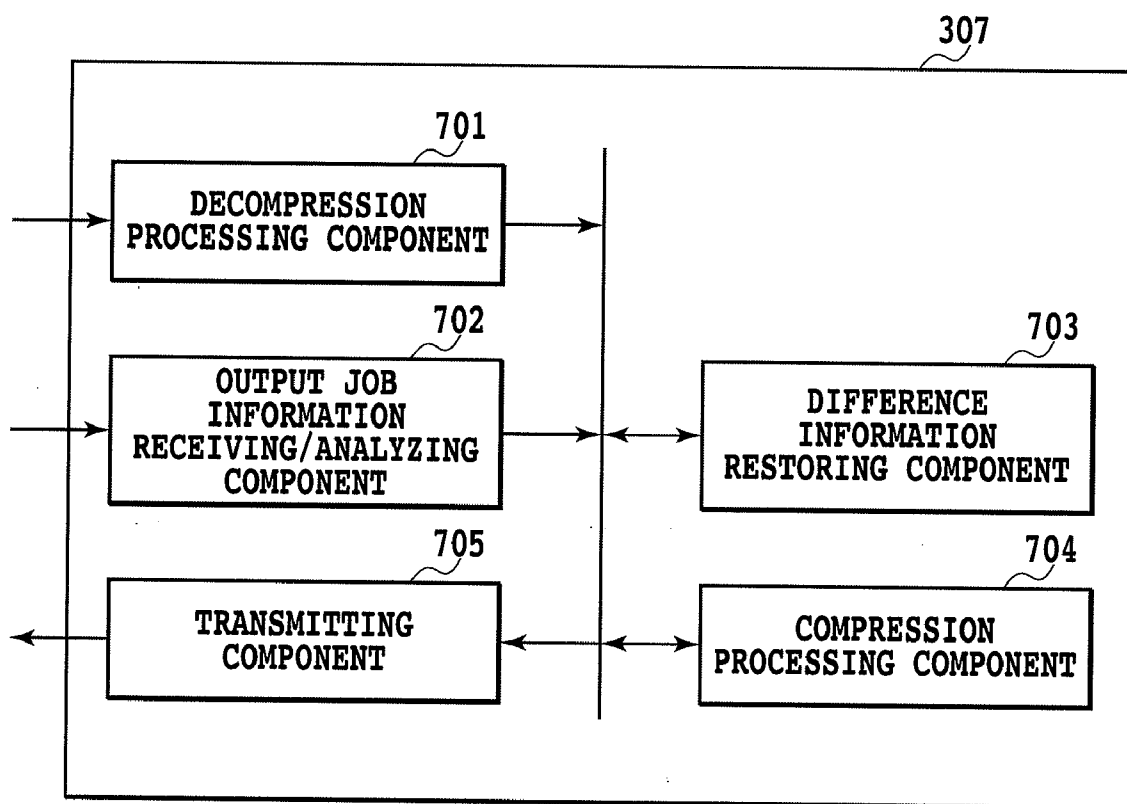 307
701
DECOMPRESSION
PROCESSING COMPONENT
702
OUTPUT JOB
INFORMATION
RECEIVING/ANALYZING
COMPONENT
703
DIFFERENCE
INFORMATION
RESTORING COMPONENT
705
TRANSMITTING
COMPONENT
704
COMPRESSION
PROCESSING COMPONENT